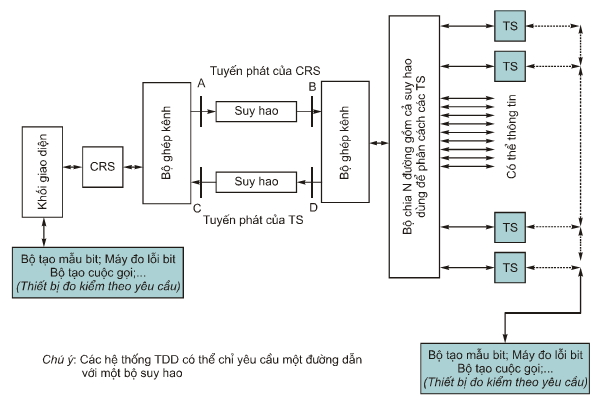 TS
TS
Tuyến phát của CRS
A
B
Suy hao
Khối giao diện
CRS
Bộ ghép kênh
Bộ ghép kênh
Bộ chia N đường gồm cả suy hao
dùng để phân cách các TS
Có thể thông tin
Suy hao
C
D
Tuyến phát của TS
TS
TS
Bộ tạo mẫu bit; Máy đo lỗi bit
Bộ tạo cuộc gọi;...
(Thiết bị đo kiểm theo yêu cầu)
Bộ tạo mẫu bit; Máy đo lỗi bit
Bộ tạo cuộc gọi;...
(Thiết bị đo kiểm theo yêu cầu)
Chú ý: Các hệ thống TDD có thể chỉ yêu cầu một đường dẫn
với một bộ suy hao